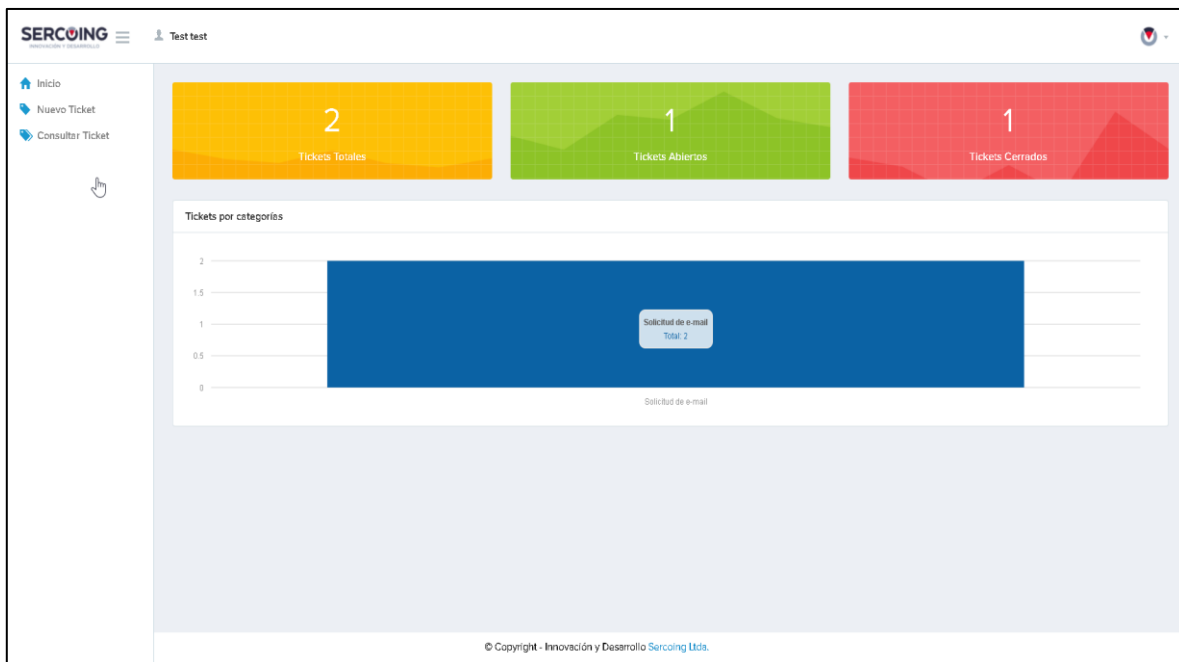 SERCOING
INNOVACIÓN Y DESARROLLO
Test test
Inicio
Nuevo Ticket
Consultar Ticket
2
Tickets Totales
1
Tickets Abiertos
1
Tickets Cerrados
Tickets por categorías
2
1.5
1
0.5
0
Solicitud de e-mail
Total: 2
Solicitud de e-mail
© Copyright - Innovación y Desarrollo Sercoing Ltda.